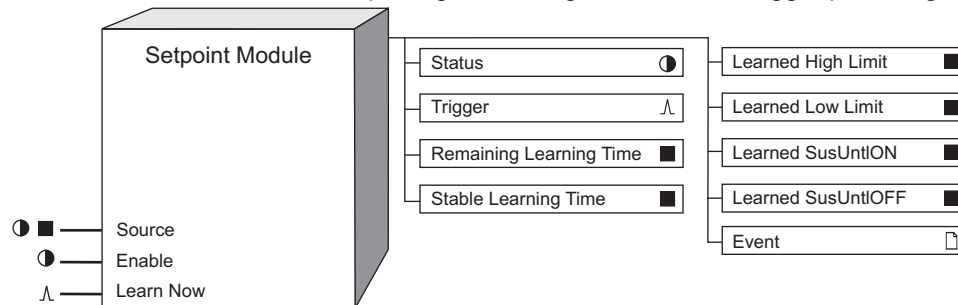 Setpoint Module
Source
Enable
Learn Now
Status
Trigger
Remaining Learning Time
Stable Learning Time
Learned High Limit
Learned Low Limit
Learned SusUntlON
Learned SusUntlOFF
Event